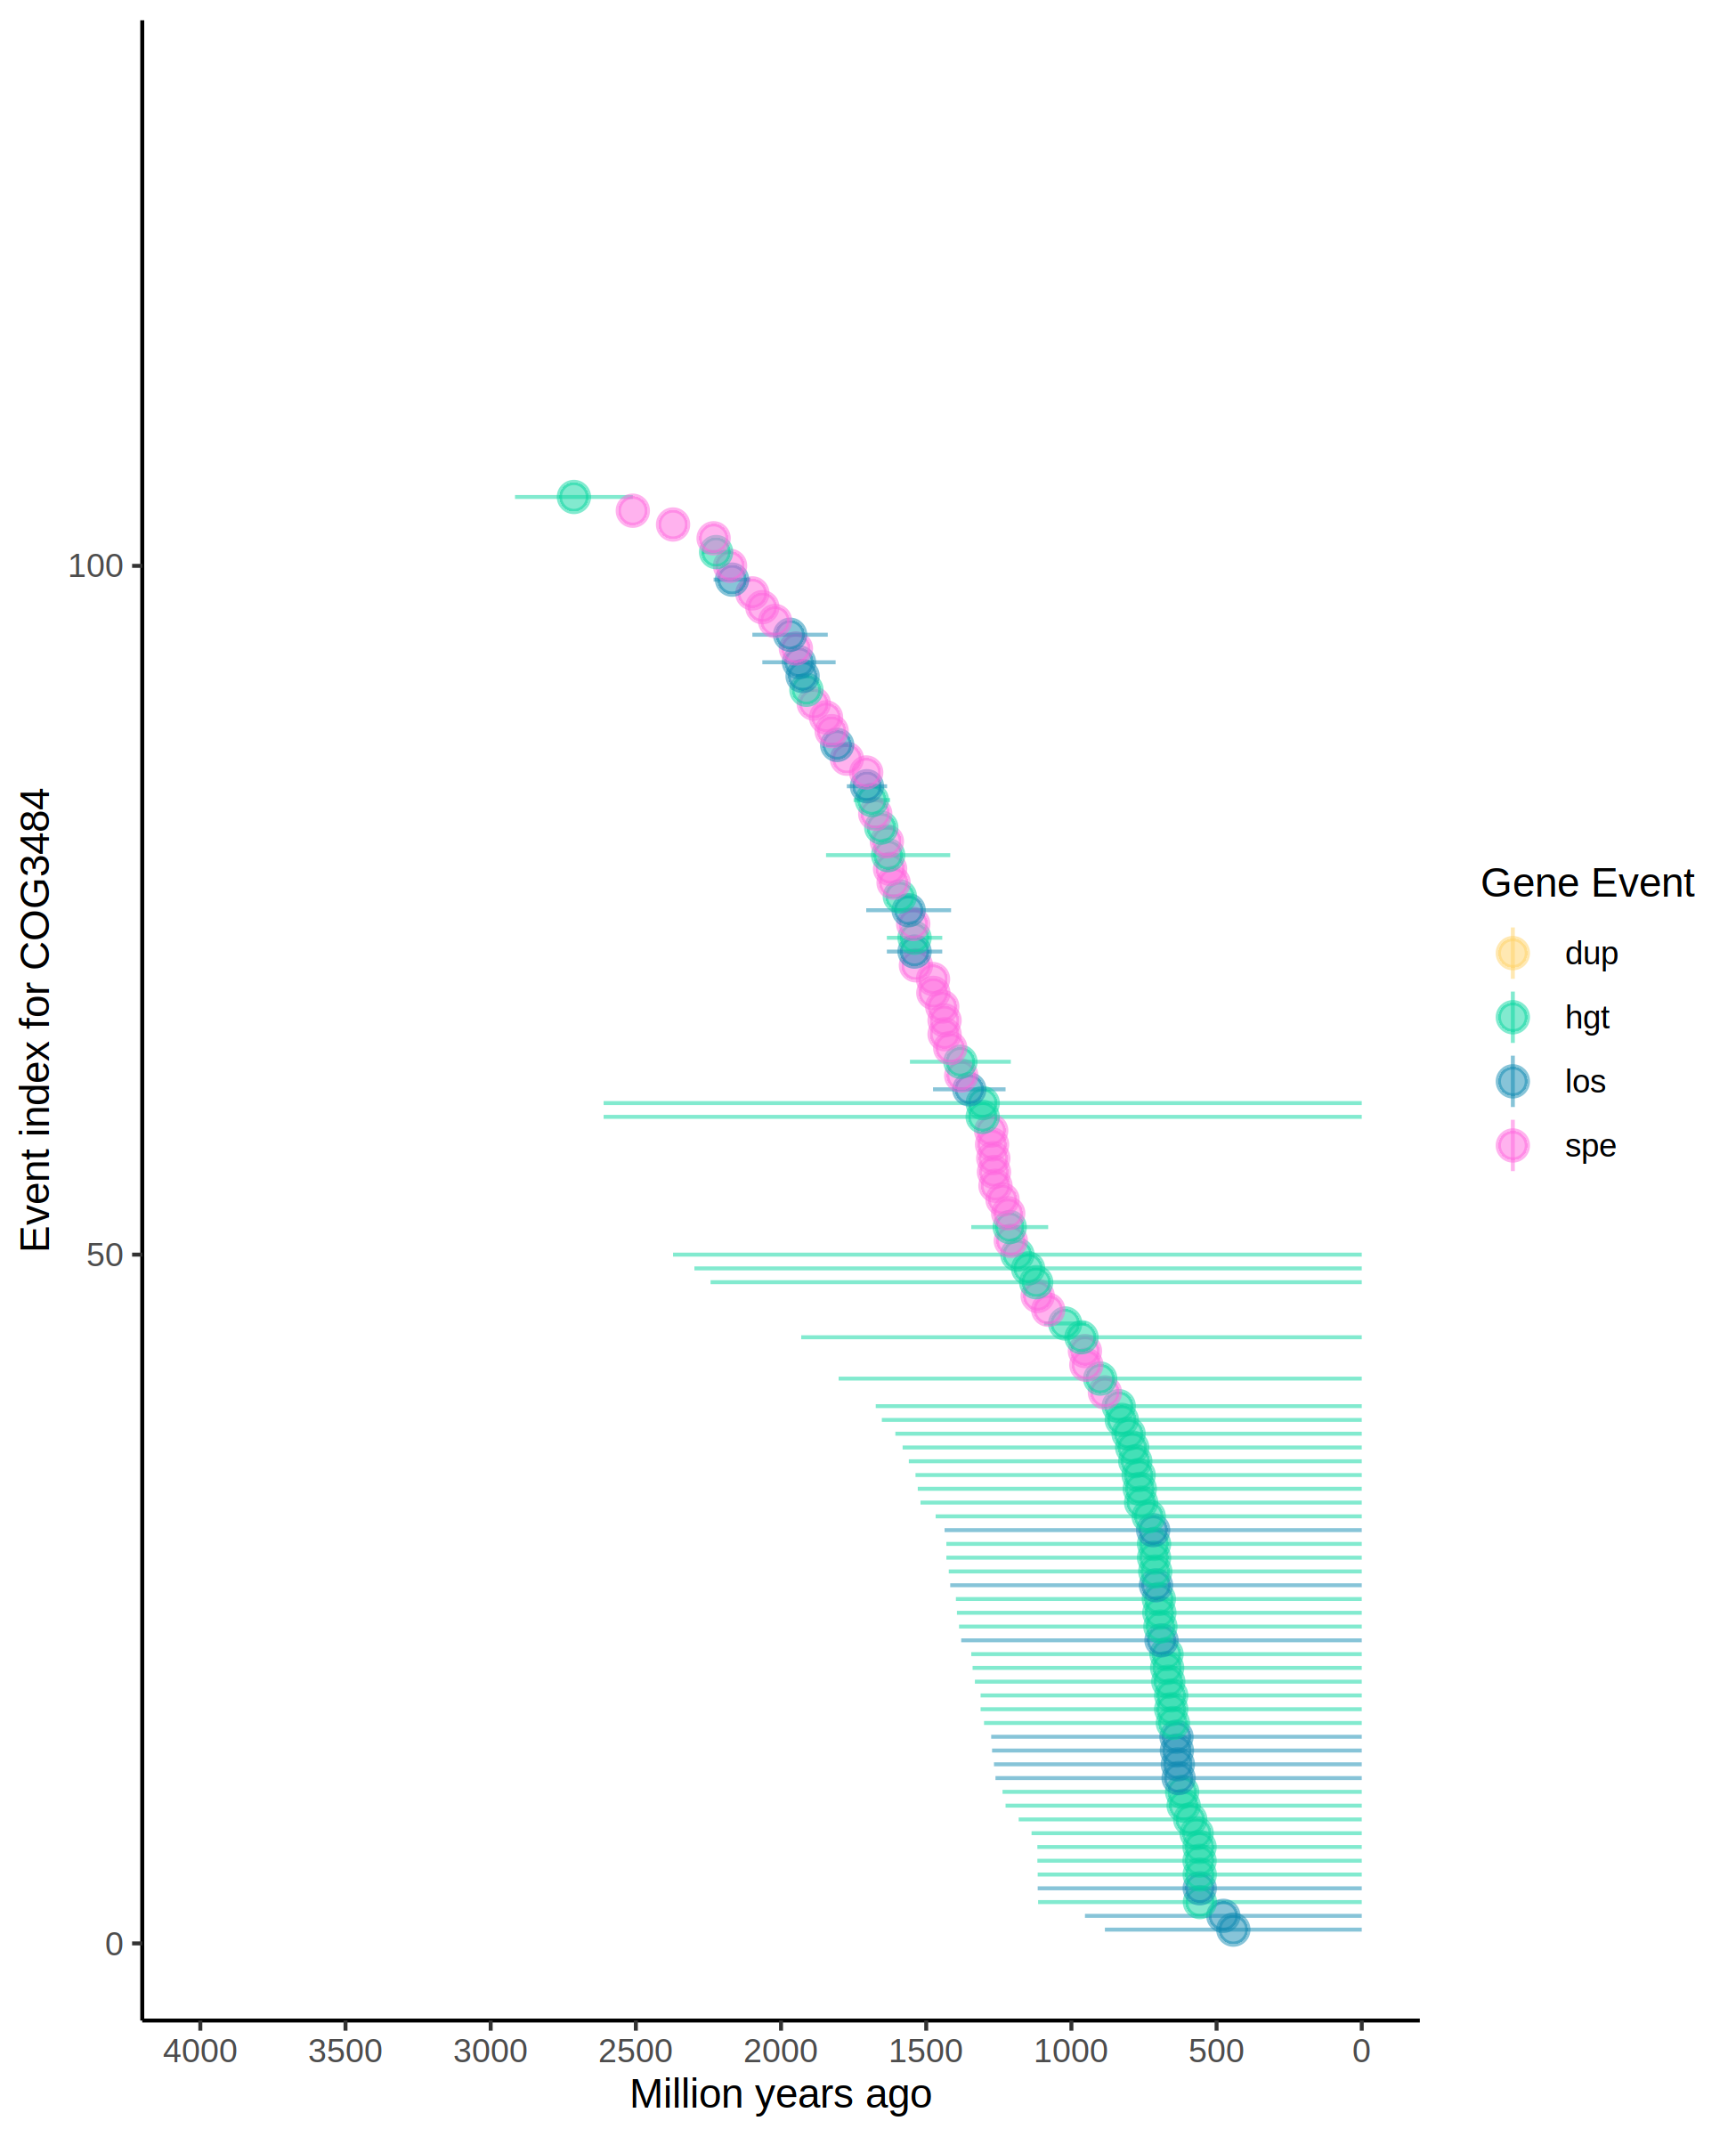 Event index for COG3484
100
50
0
4000 3500 3000 2500 2000 1500 1000 500 0
Million years ago
Gene Event
dup
hgt
los
spe